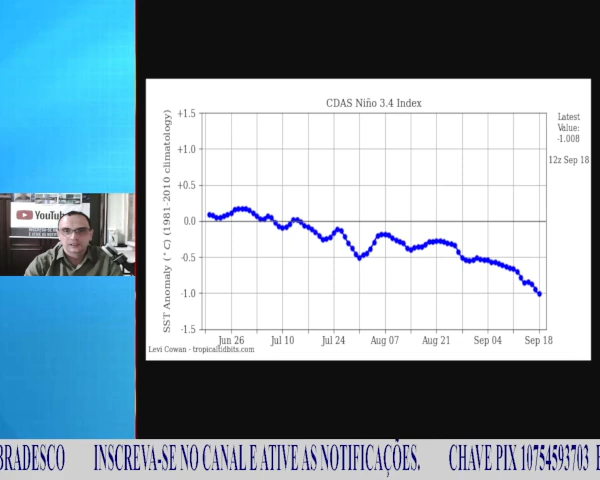 CDAS Niño 3.4 Index
SST Anomaly (°C) (1981-2010 climatology)
+1.5
+1.0
+0.5
0.0
-0.5
-1.0
-1.5
Jun 26 Jul 10 Jul 24 Aug 07 Aug 21 Sep 04 Sep 18
Latest
Value:
-1.008
12z Sep 18
Levi Cowan - tropicaltidbits.com
YouTube
BRADESCO INSCREVA-SE NO CANAL E ATIVE AS NOTIFICAÇÕES. CHAVE PIX 10754593703